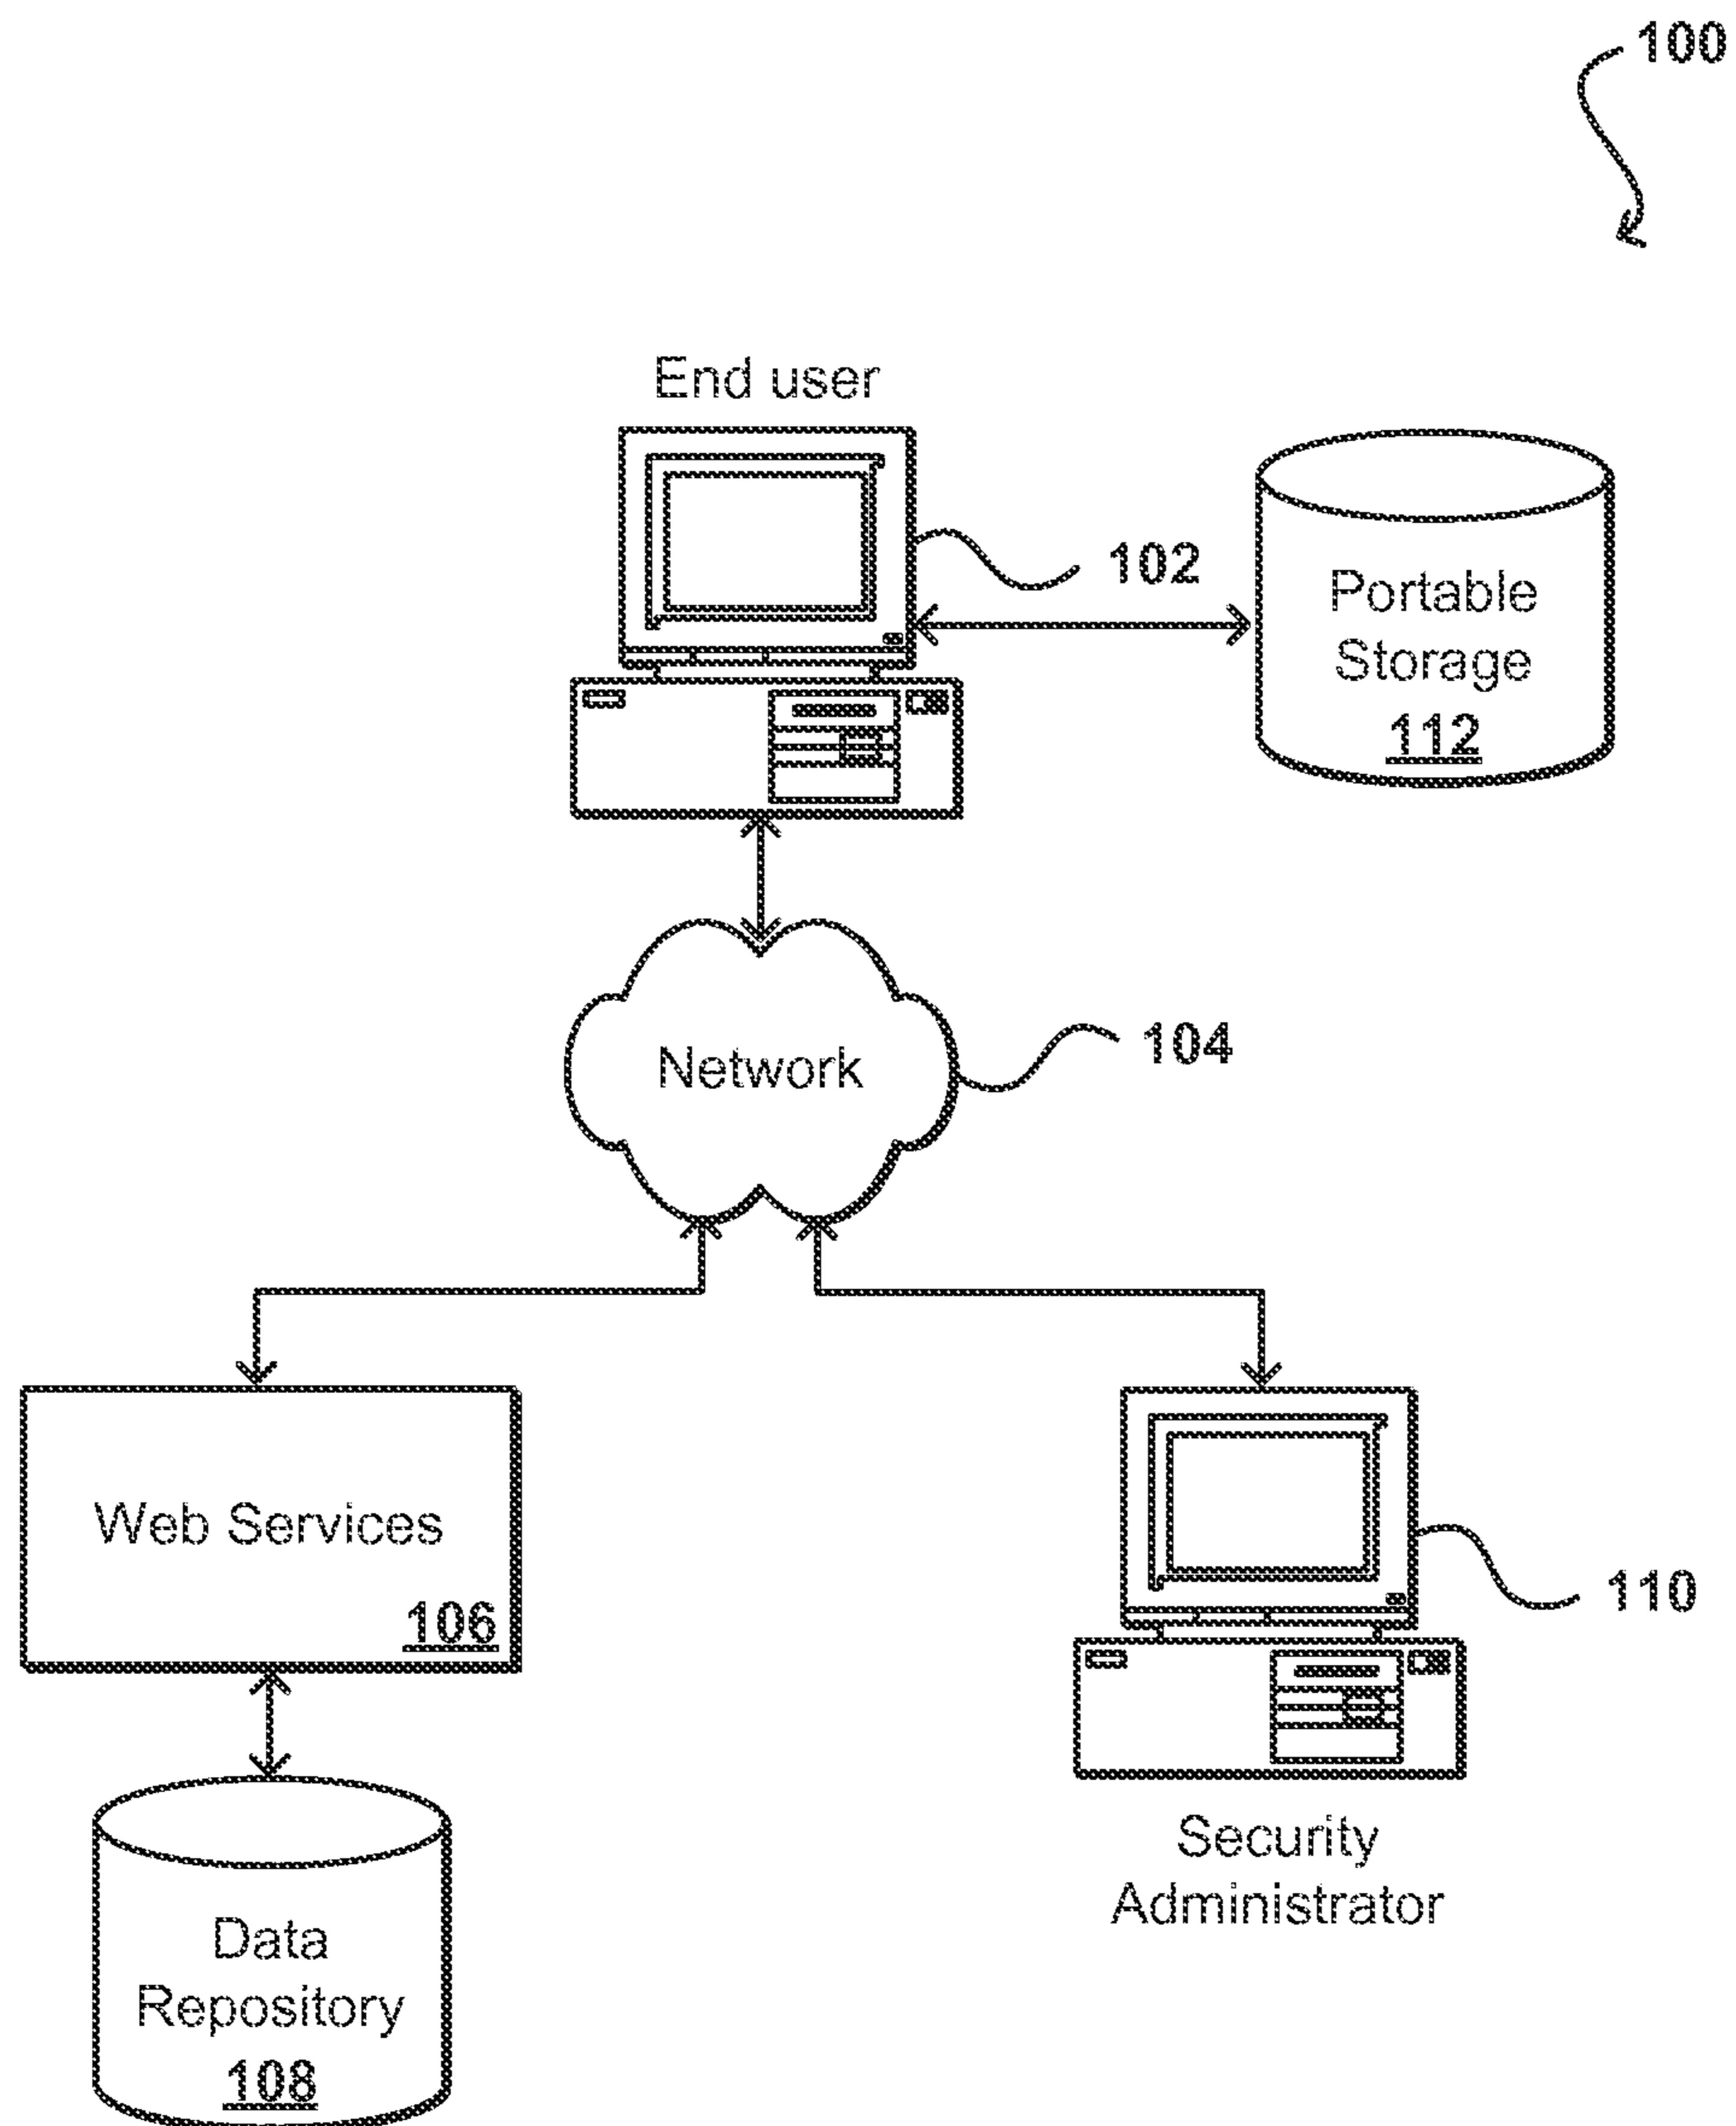 100
End user
102
Portable
Storage
112
Network
104
Web Services
106
110
Security
Administrator
Data
Repository
108